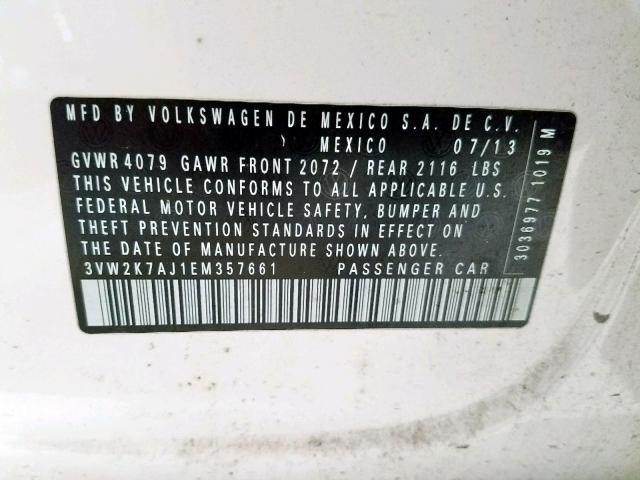 MFD BY VOLKSWAGEN DE MEXICO S.A. DE C.V.
MEXICO 07/13
GVWR 4079 GAWR FRONT 2072 / REAR 2116 LBS
THIS VEHICLE CONFORMS TO ALL APPLICABLE U.S.
FEDERAL MOTOR VEHICLE SAFETY, BUMPER AND
THEFT PREVENTION STANDARDS IN EFFECT ON
THE DATE OF MANUFACTURE SHOWN ABOVE.
3VW2K7AJ1EM357661 PASSENGER CAR
3036977 1019 M